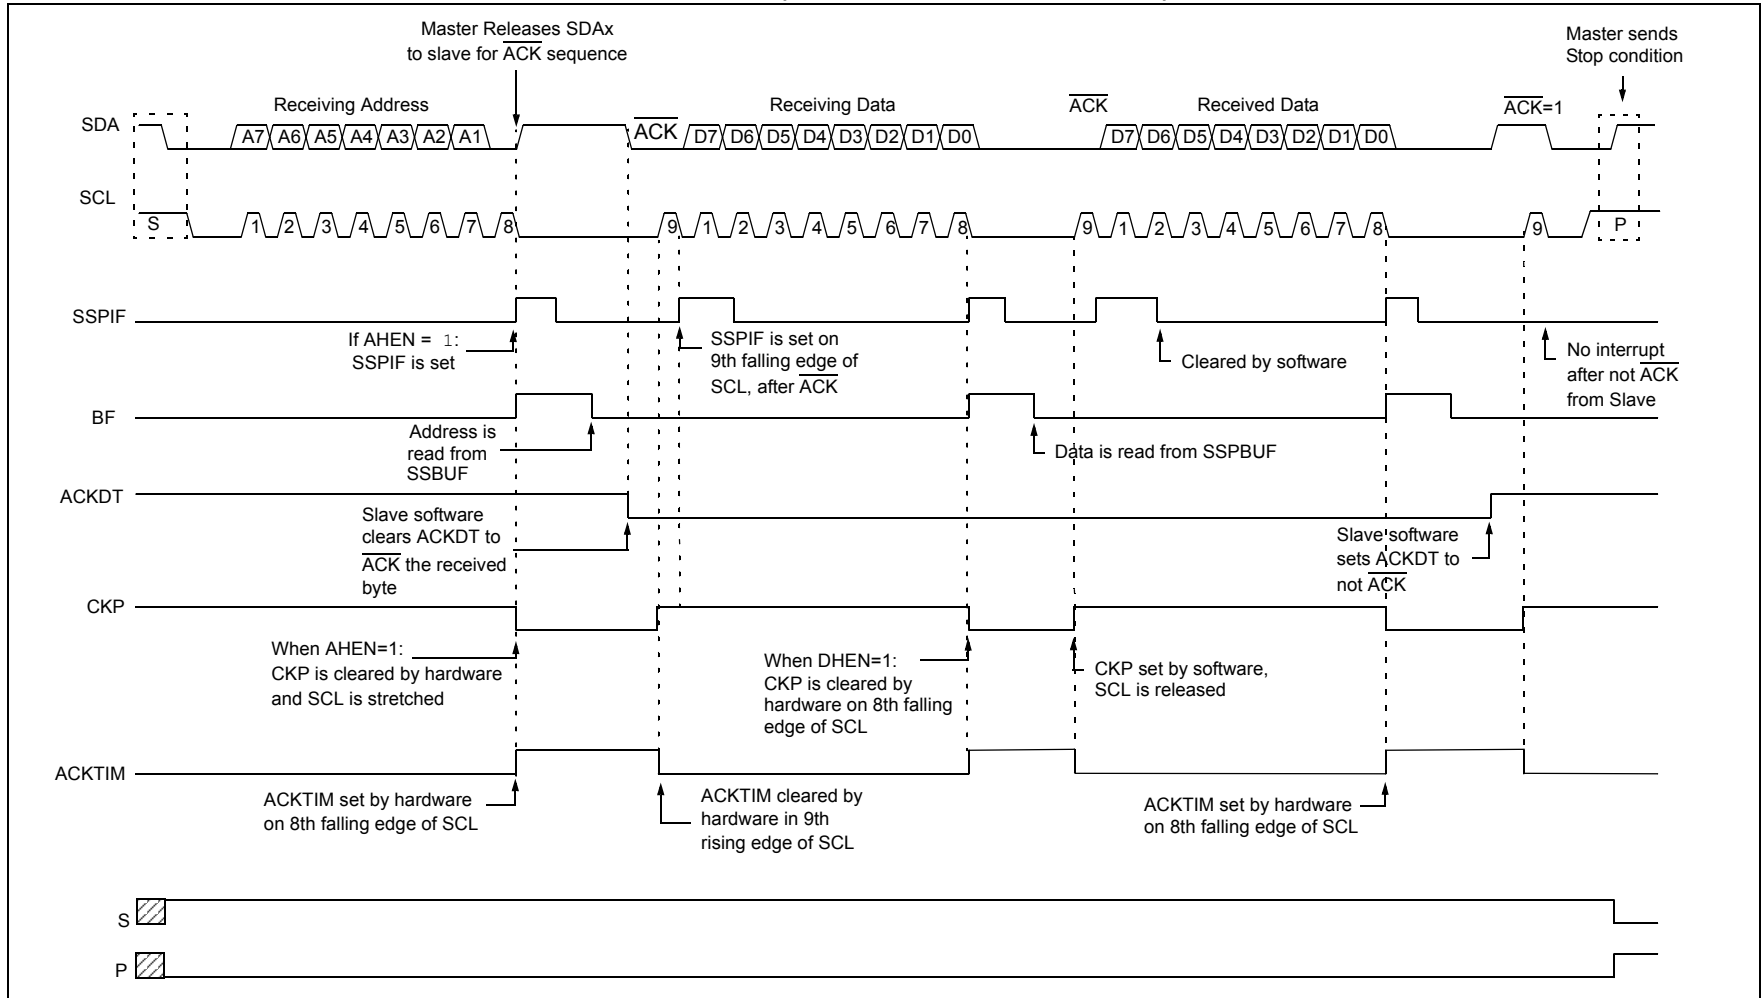 Master Releases SDAx
to slave for ACK sequence
Master sends
Stop condition
Receiving Address
Receiving Data
ACK
Received Data
ACK=1
SDA
A7 A6 A5 A4 A3 A2 A1
ACK
D7 D6 D5 D4 D3 D2 D1 D0
D7 D6 D5 D4 D3 D2 D1 D0
SCL
S
1 2 3 4 5 6 7 8
9 1 2 3 4 5 6 7 8
9 1 2 3 4 5 6 7 8
9
P
SSPIF
If AHEN = 1:
SSPIF is set
SSPIF is set on
9th falling edge of
SCL, after ACK
Cleared by software
No interrupt
after not ACK
from Slave
BF
Address is
read from
SSBUF
Data is read from SSPBUF
ACKDT
Slave software
clears ACKDT to
ACK the received
byte
Slave software
sets ACKDT to
not ACK
CKP
When AHEN=1:
CKP is cleared by hardware
and SCL is stretched
When DHEN=1:
CKP is cleared by
hardware on 8th falling
edge of SCL
CKP set by software,
SCL is released
ACKTIM
ACKTIM set by hardware
on 8th falling edge of SCL
ACKTIM cleared by
hardware in 9th
rising edge of SCL
ACKTIM set by hardware
on 8th falling edge of SCL
S
P